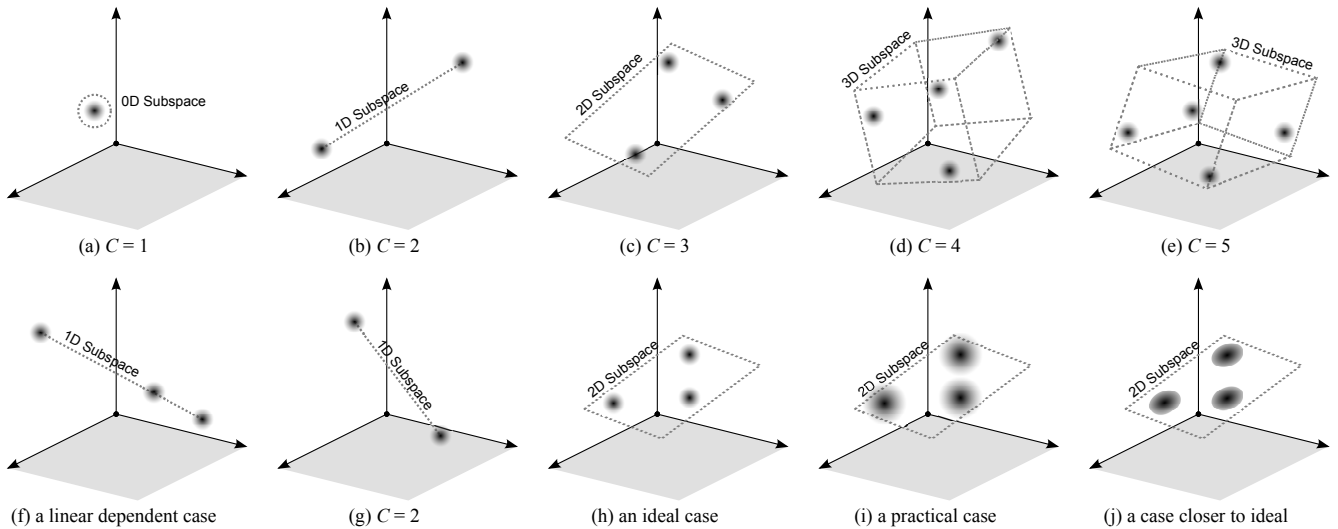 0D Subspace
(a) C = 1
1D Subspace
(b) C = 2
2D Subspace
(c) C = 3
3D Subspace
(d) C = 4
3D Subspace
(e) C = 5
1D Subspace
(f) a linear dependent case
1D Subspace
(g) C = 2
2D Subspace
(h) an ideal case
2D Subspace
(i) a practical case
2D Subspace
(j) a case closer to ideal